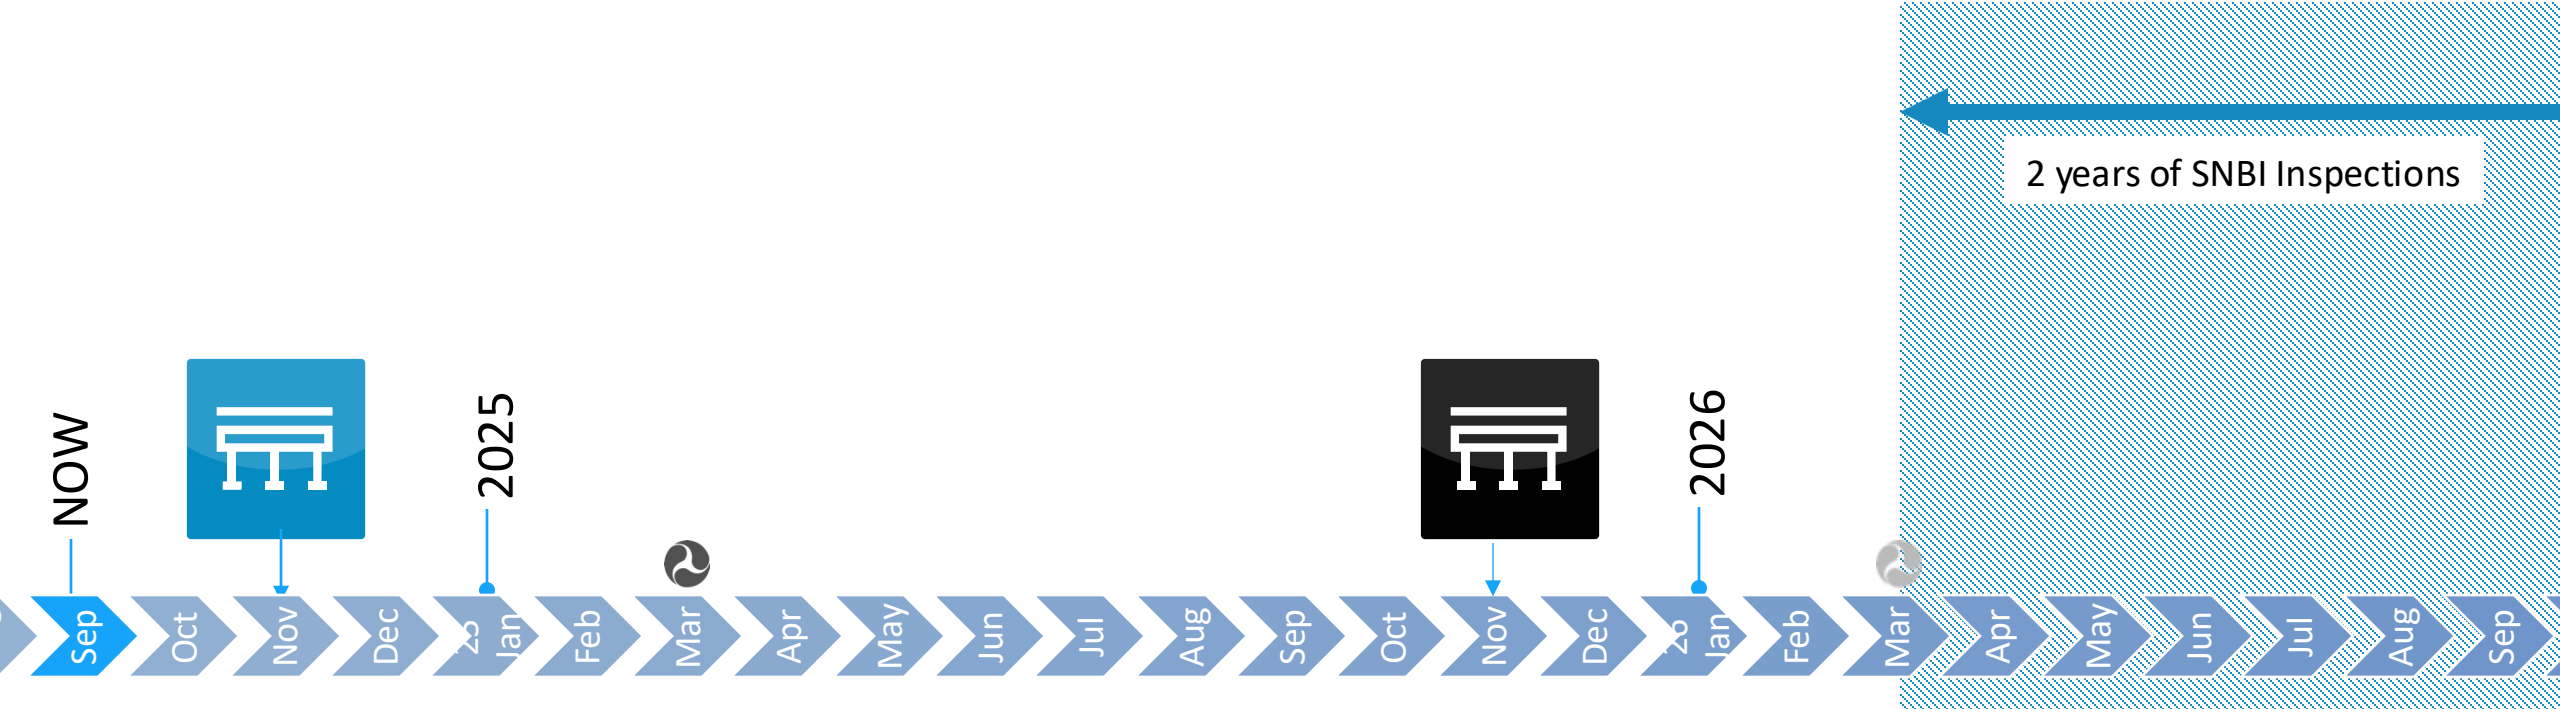 2 years of SNBI Inspections
NOW
2025
2026
Sep
Oct
Nov
Dec
Jan
Feb
Mar
Apr
May
Jun
Jul
Aug
Sep
Oct
Nov
Dec
Jan
Feb
Mar
Apr
May
Jun
Jul
Aug
Sep